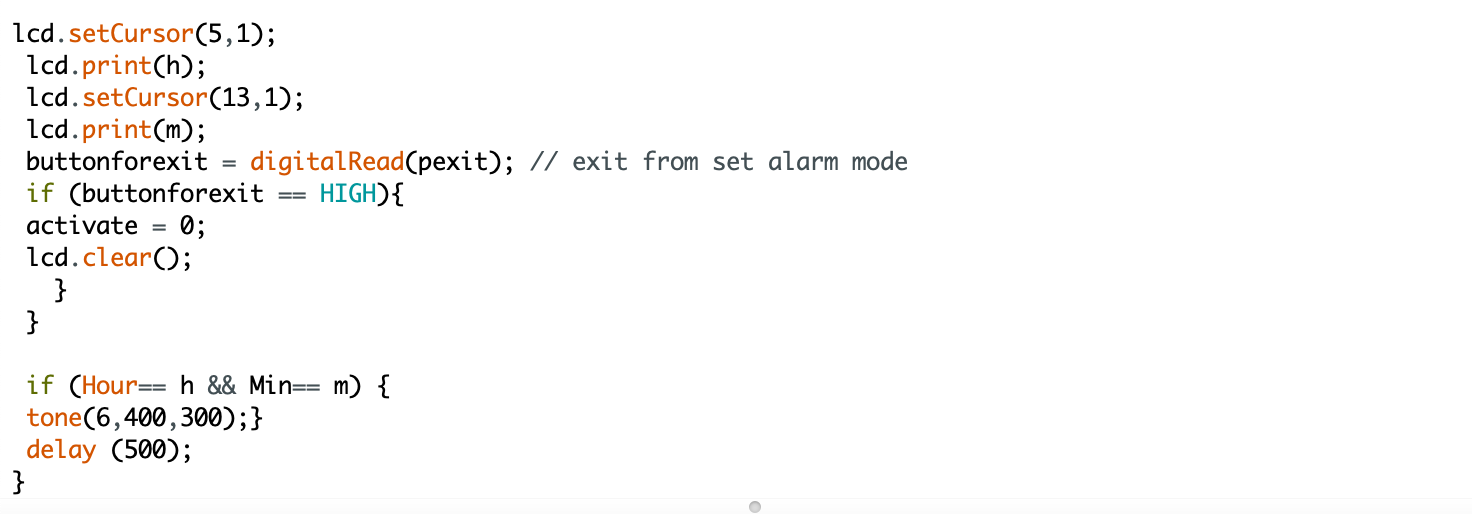 lcd.setCursor(5,1);
lcd.print(h);
lcd.setCursor(13,1);
lcd.print(m);
buttonforexit = digitalRead(pexit); // exit from set alarm mode
if (buttonforexit == HIGH){
activate = 0;
lcd.clear();
}
}
if (Hour== h && Min== m) {
tone(6,400,300);}
delay (500);
}